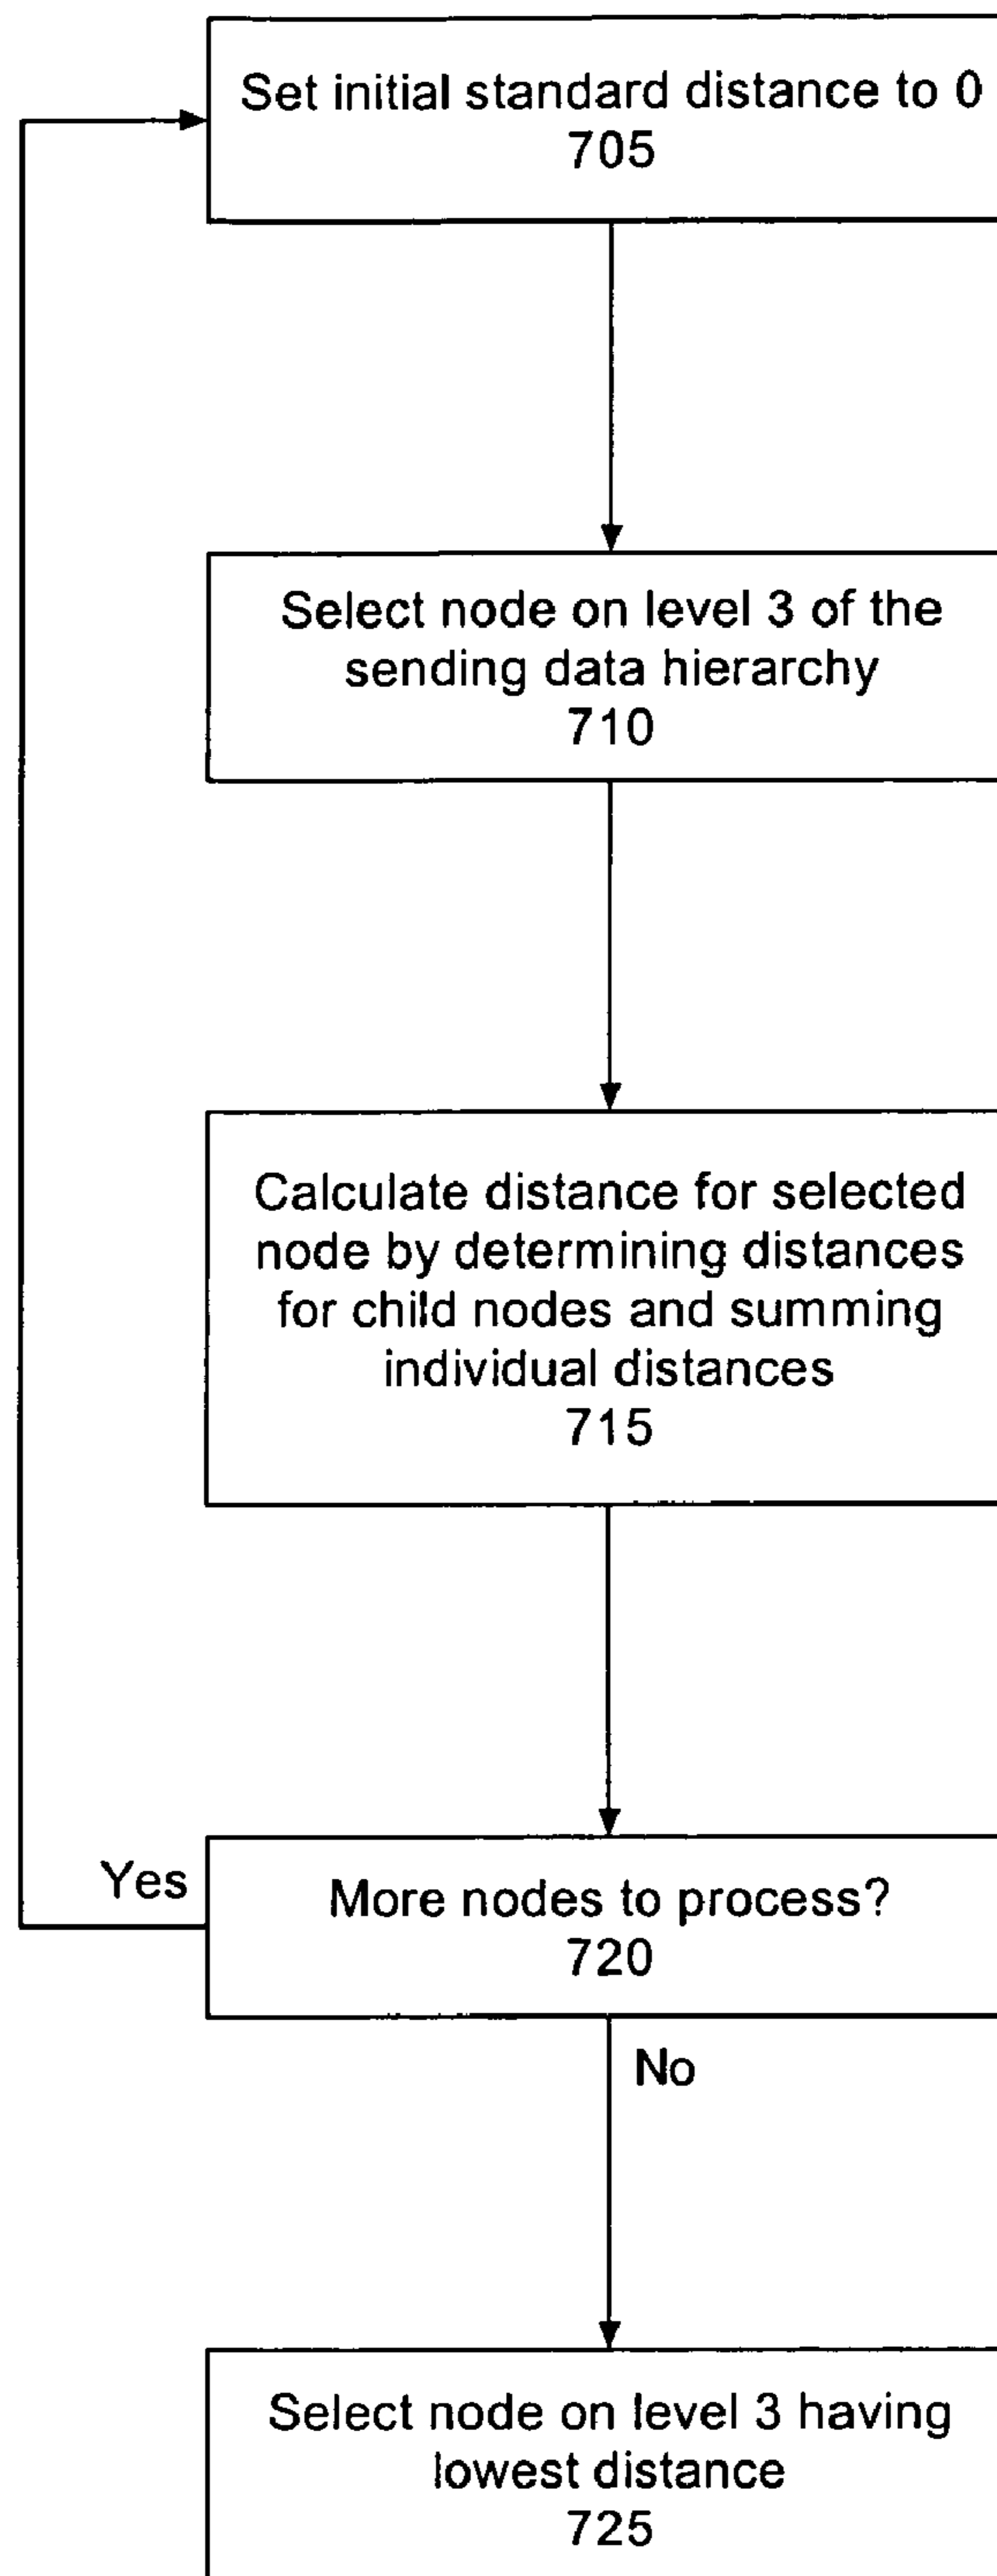 Set initial standard distance to 0
705
Select node on level 3 of the
sending data hierarchy
710
Calculate distance for selected
node by determining distances
for child nodes and summing
individual distances
715
Yes
More nodes to process?
720
No
Select node on level 3 having
lowest distance
725